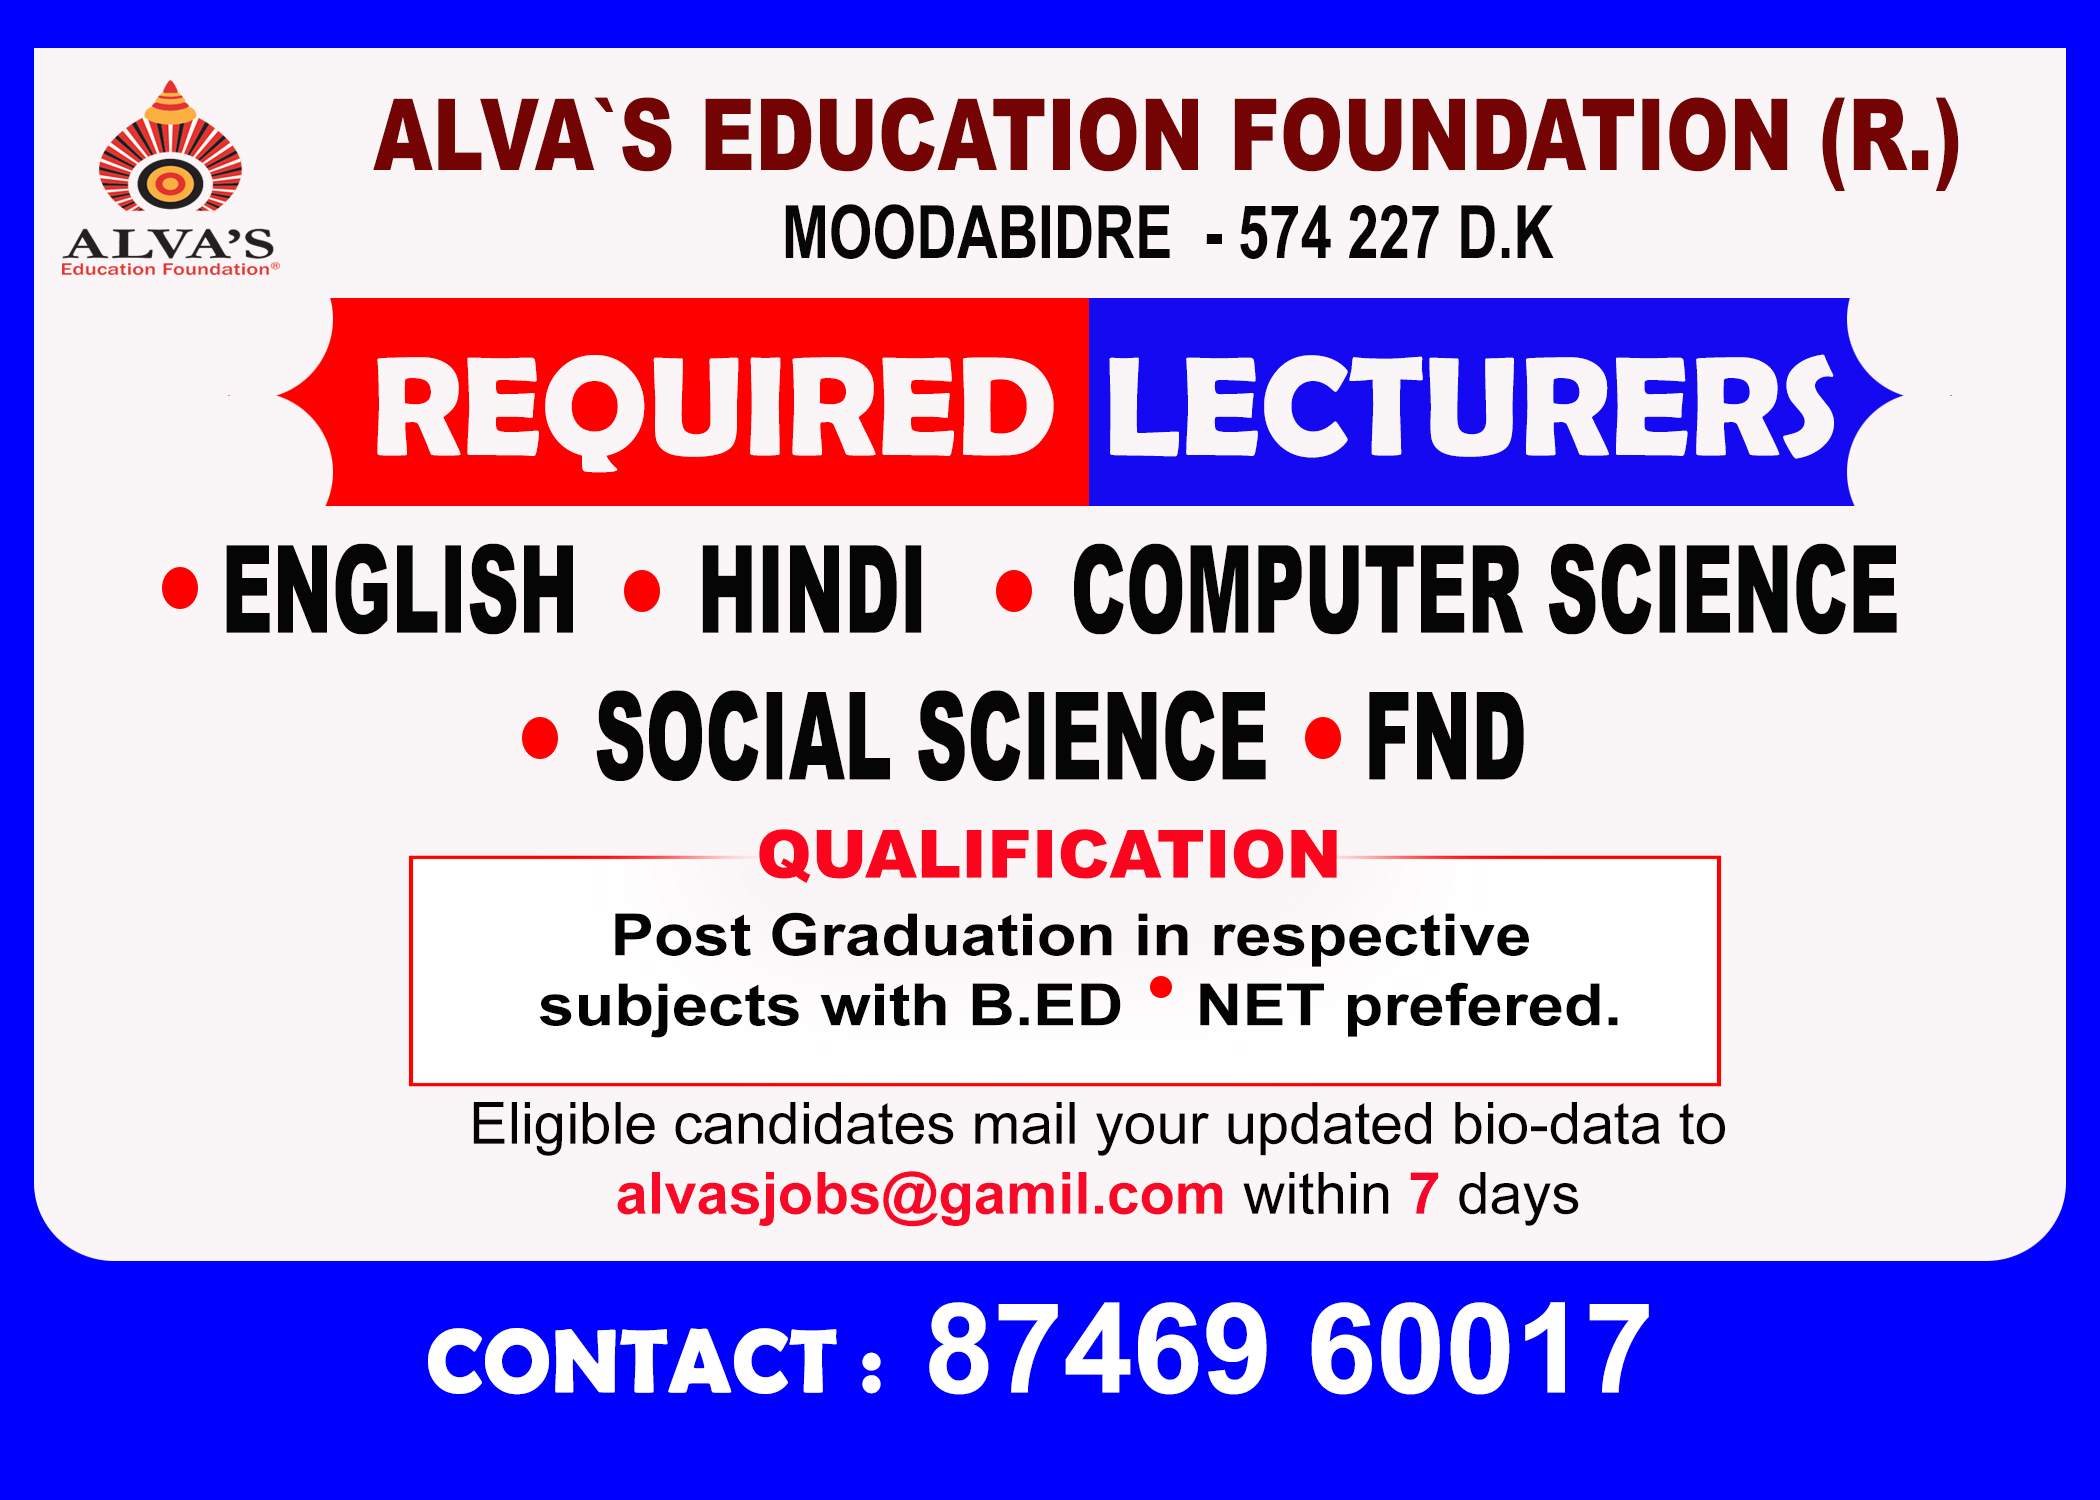 ALVA'S
Education Foundation®
ALVA`S EDUCATION FOUNDATION (R.)
MOODABIDRE - 574 227 D.K
REQUIRED LECTURERS
• ENGLISH • HINDI • COMPUTER SCIENCE
• SOCIAL SCIENCE • FND
QUALIFICATION
Post Graduation in respective
subjects with B.ED • NET prefered.
Eligible candidates mail your updated bio-data to
alvasjobs@gamil.com within 7 days
CONTACT : 87469 60017